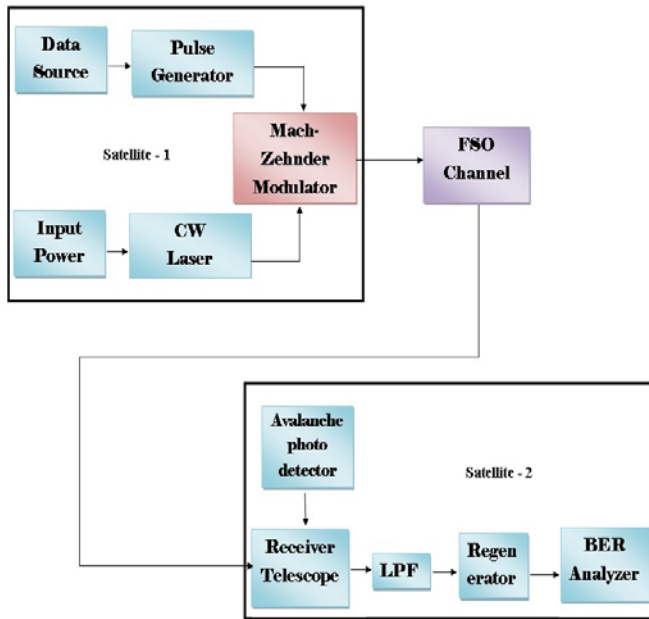 Data
Source
Pulse
Generator
Satellite - 1
Mach-
Zehnder
Modulator
FSO
Channel
Input
Power
CW
Laser
Avalanche
photo
detector
Satellite - 2
Receiver
Telescope
LPF
Regen
erator
BER
Analyzer